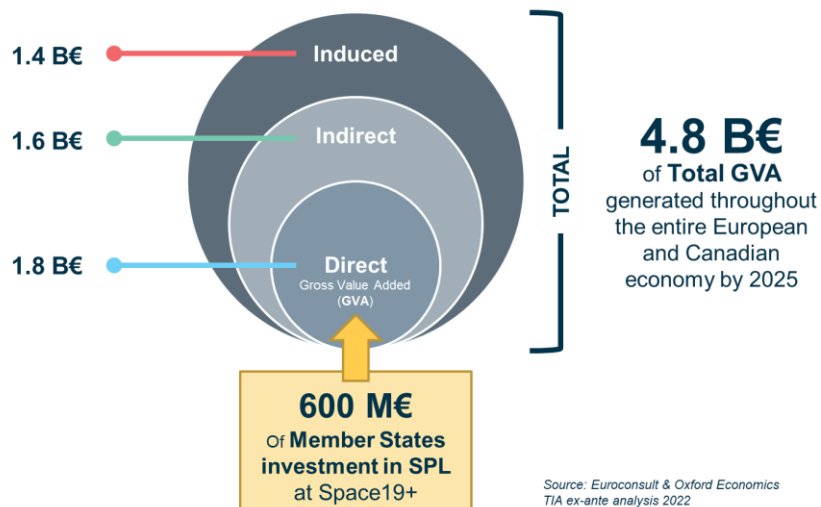 1.4 B€
Induced
1.6 B€
Indirect
1.8 B€
Direct
Gross Value Added
(GVA)
TOTAL
4.8 B€
of Total GVA
generated throughout
the entire European
and Canadian
economy by 2025
600 M€
Of Member States
investment in SPL
at Space19+
Source: Euroconsult & Oxford Economics
TIA ex-ante analysis 2022